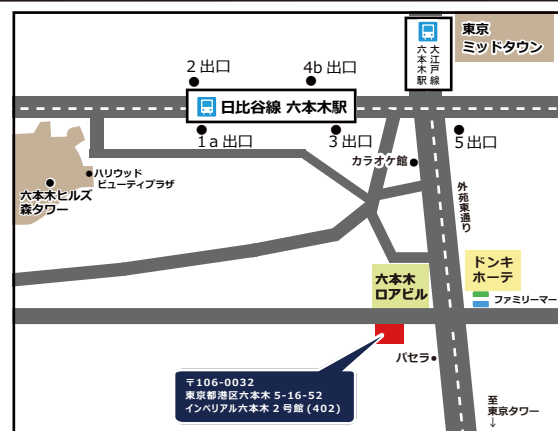 東京
ミッドタウン
大江戸線
六本木駅
2 出口
4b 出口
日比谷線 六本木駅
1a 出口
3 出口
5 出口
カラオケ館
ハリウッド
ビューティプラザ
六本木ヒルズ
森タワー
外苑東通り
六本木
ロアビル
ドンキ
ホーテ
ファミリーマー
パセラ
〒106-0032
東京都港区六本木 5-16-52
インペリアル六本木 2 号館 (402)
至
東京タワー
↓